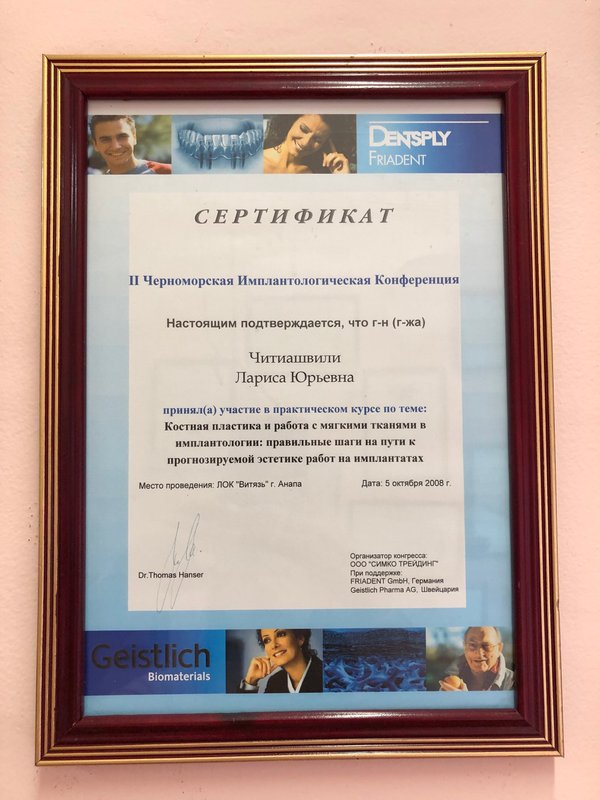 DENTSPLY
FRIADENT
СЕРТИФИКАТ
II Черноморская Имплантологическая Конференция
Настоящим подтверждается, что г-н (г-жа)
Читиашвили
Лариса Юрьевна
принял(а) участие в практическом курсе по теме:
Костная пластика и работа с мягкими тканями в
имплантологии: правильные шаги на пути к
прогнозируемой эстетике работ на имплантатах
Место проведения: ЛОК "Витязь" г. Анапа Дата: 5 октября 2008 г.
Dr.Thomas Hanser
Организатор конгресса:
ООО "СИМКО ТРЕЙДИНГ"
При поддержке:
FRIADENT GmbH, Германия
Geistlich Pharma AG, Швейцария
Geistlich
Biomaterials